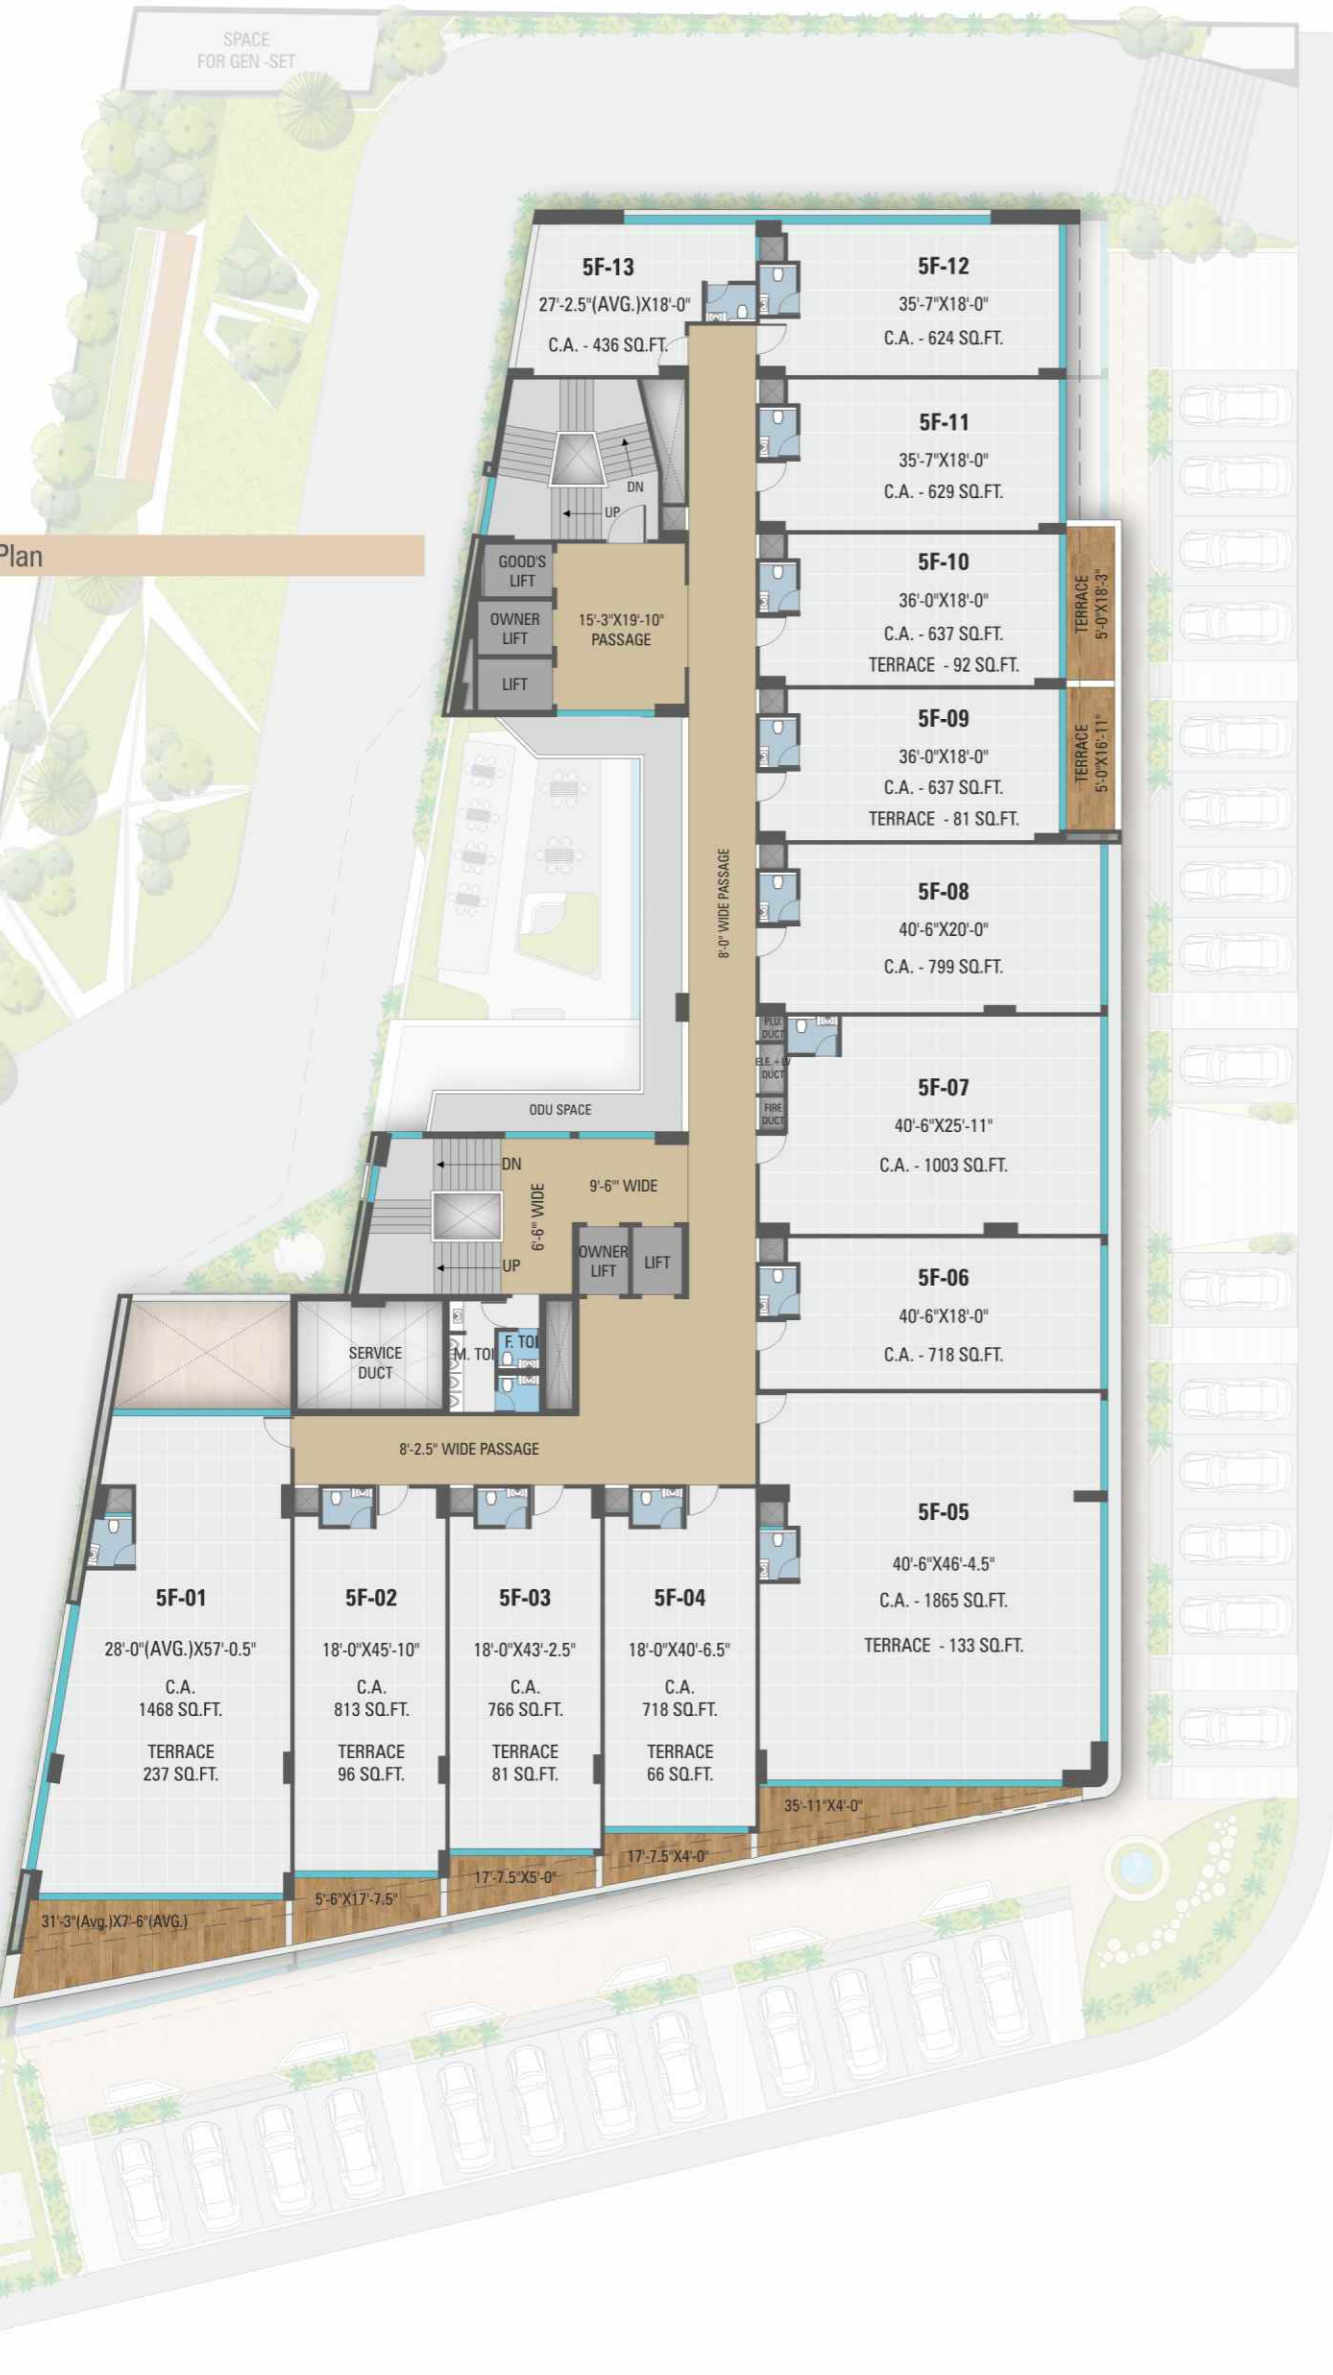 SPACE
FOR GEN -SET
5F-13
27'-2.5"(AVG.)X18'-0"
C.A. - 436 SQ.FT.
5F-12
35'-7"X18'-0"
C.A. - 624 SQ.FT.
5F-11
35'-7"X18'-0"
C.A. - 629 SQ.FT.
DN
UP
Plan
GOOD'S
LIFT
OWNER
LIFT
LIFT
15'-3"X19'-10"
PASSAGE
5F-10
36'-0"X18'-0"
C.A. - 637 SQ.FT.
TERRACE - 92 SQ.FT.
TERRACE
5'-0"X18'-3"
5F-09
36'-0"X18'-0"
C.A. - 637 SQ.FT.
TERRACE - 81 SQ.FT.
TERRACE
5'-0"X16'-11"
8'-0" WIDE PASSAGE
5F-08
40'-6"X20'-0"
C.A. - 799 SQ.FT.
PLU.
DUCT
ELE.+LV
DUCT
FIRE
DUCT
5F-07
40'-6"X25'-11"
C.A. - 1003 SQ.FT.
ODU SPACE
DN
9'-6"' WIDE
6'-6"' WIDE
UP
OWNER
LIFT
LIFT
5F-06
40'-6"X18'-0"
C.A. - 718 SQ.FT.
SERVICE
DUCT
M. TOI
F. TOI
8'-2.5" WIDE PASSAGE
5F-05
40'-6"X46'-4.5"
C.A. - 1865 SQ.FT.
TERRACE - 133 SQ.FT.
5F-01
28'-0"(AVG.)X57'-0.5"
C.A.
1468 SQ.FT.
TERRACE
237 SQ.FT.
5F-02
18'-0"X45'-10"
C.A.
813 SQ.FT.
TERRACE
96 SQ.FT.
5F-03
18'-0"X43'-2.5"
C.A.
766 SQ.FT.
TERRACE
81 SQ.FT.
5F-04
18'-0"X40'-6.5"
C.A.
718 SQ.FT.
TERRACE
66 SQ.FT.
35'-11"X4'-0"
17'-7.5"X4'-0"
17'-7.5"X5'-0"
5'-6"X17'-7.5"
31'-3"(Avg.)X7'-6"(AVG.)